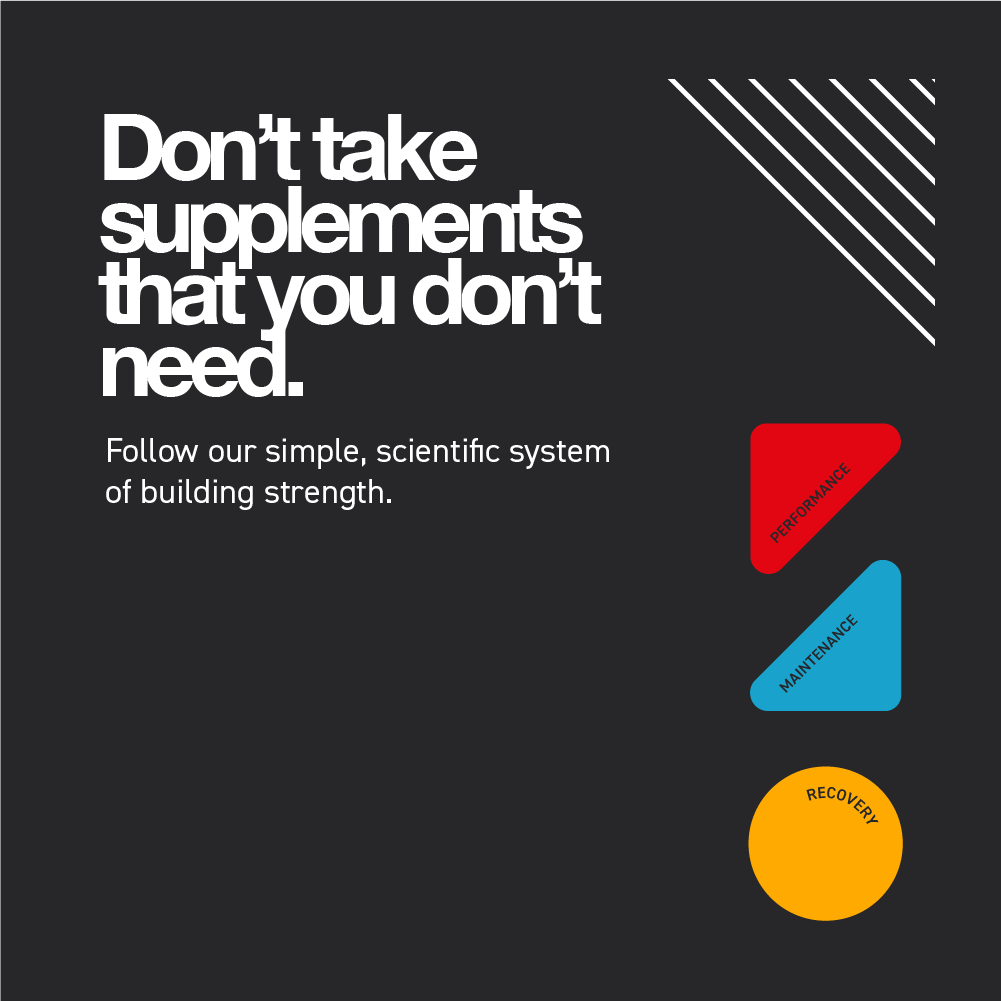 Don’t take
supplements
that you don’t
need.
Follow our simple, scientific system
of building strength.
PERFORMANCE
MAINTENANCE
RECOVERY